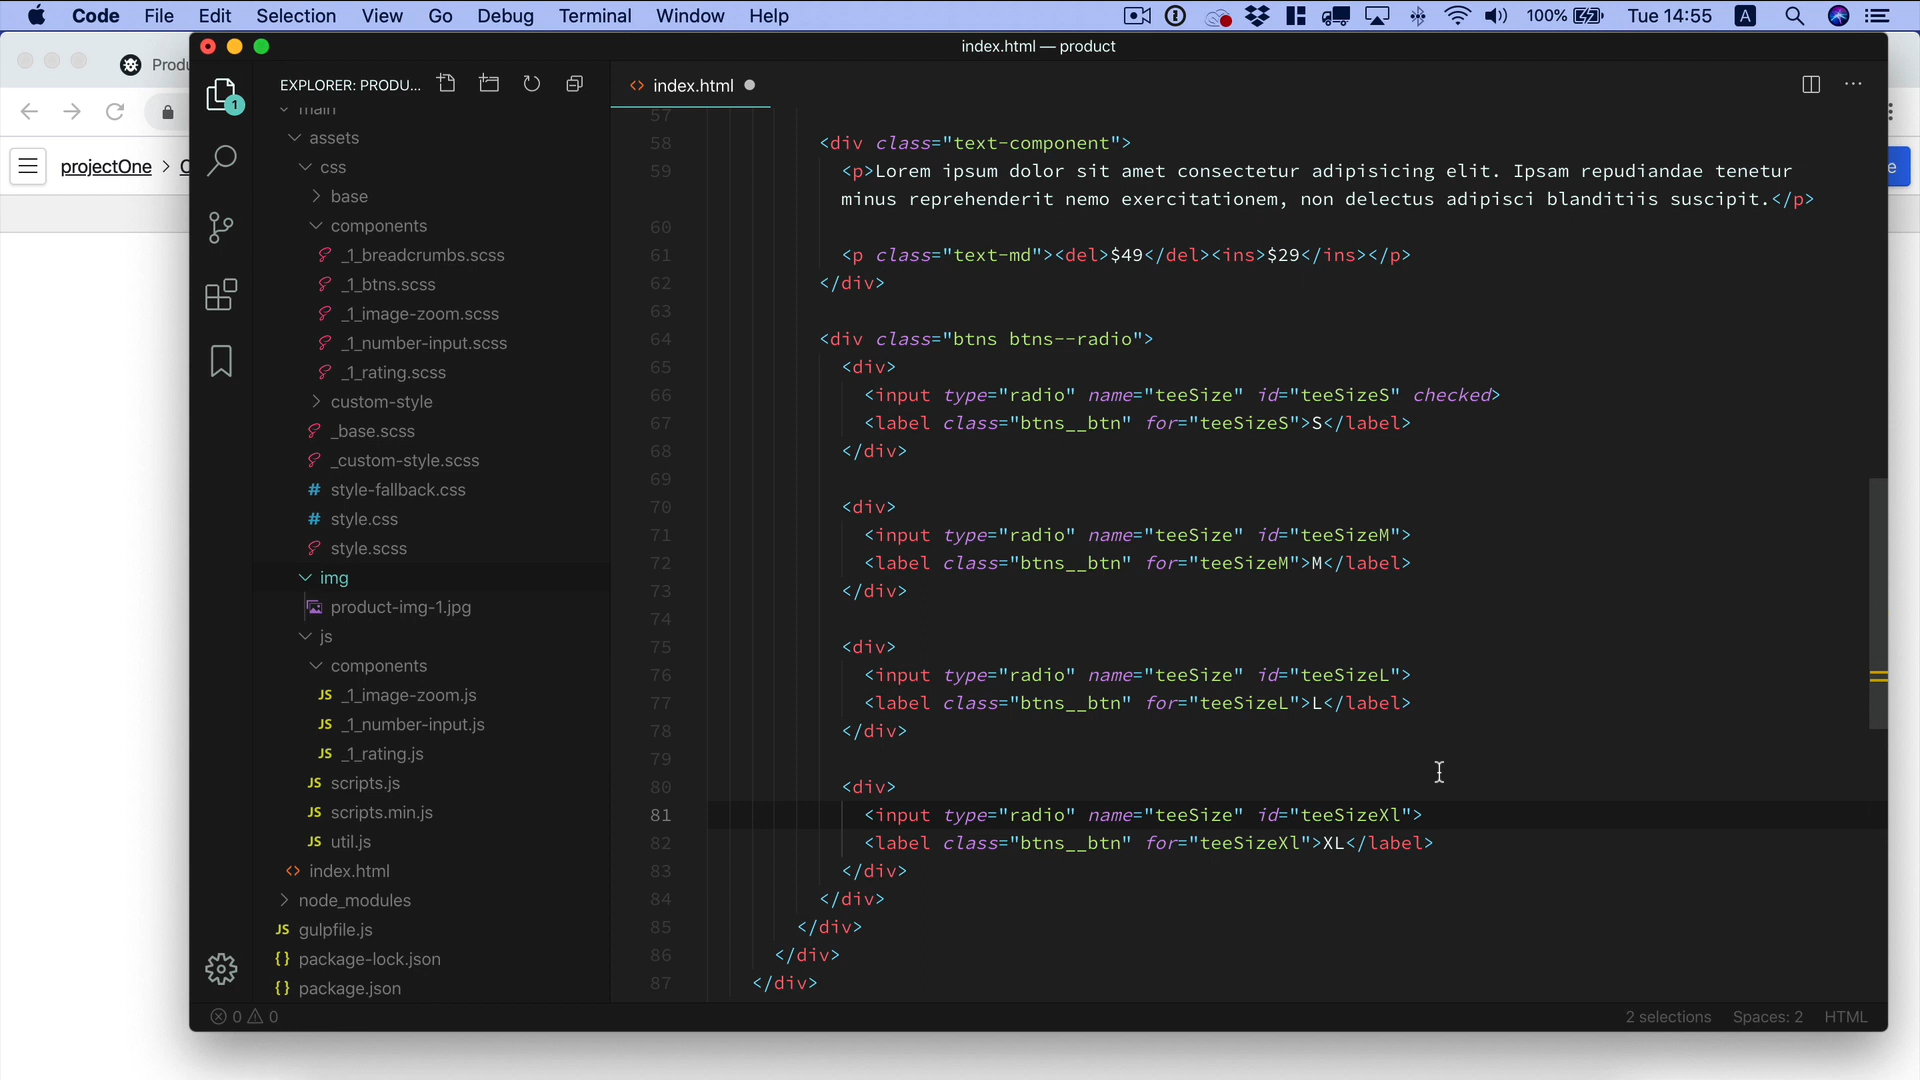 Code File Edit Selection View Go Debug Terminal Window Help 100% Tue 14:55 A
index.html — product
Produ
projectOne > C
e
EXPLORER: PRODU...
1
main
assets
css
base
components
_1_breadcrumbs.scss
_1_btns.scss
_1_image-zoom.scss
_1_number-input.scss
_1_rating.scss
custom-style
_base.scss
_custom-style.scss
# style-fallback.css
# style.css
style.scss
img
product-img-1.jpg
js
components
JS _1_image-zoom.js
JS _1_number-input.js
JS _1_rating.js
JS scripts.js
JS scripts.min.js
JS util.js
<> index.html
node_modules
JS gulpfile.js
{} package-lock.json
{} package.json
<> index.html
57
58 <div class="text-component">
59 <p>Lorem ipsum dolor sit amet consectetur adipisicing elit. Ipsam repudiandae tenetur
minus reprehenderit nemo exercitationem, non delectus adipisci blanditiis suscipit.</p>
60
61 <p class="text-md"><del>$49</del><ins>$29</ins></p>
62 </div>
63
64 <div class="btns btns--radio">
65 <div>
66 <input type="radio" name="teeSize" id="teeSizeS" checked>
67 <label class="btns__btn" for="teeSizeS">S</label>
68 </div>
69
70 <div>
71 <input type="radio" name="teeSize" id="teeSizeM">
72 <label class="btns__btn" for="teeSizeM">M</label>
73 </div>
74
75 <div>
76 <input type="radio" name="teeSize" id="teeSizeL">
77 <label class="btns__btn" for="teeSizeL">L</label>
78 </div>
79
80 <div>
81 <input type="radio" name="teeSize" id="teeSizeXl">
82 <label class="btns__btn" for="teeSizeXl">XL</label>
83 </div>
84 </div>
85 </div>
86 </div>
87 </div>
0 0 2 selections Spaces: 2 HTML